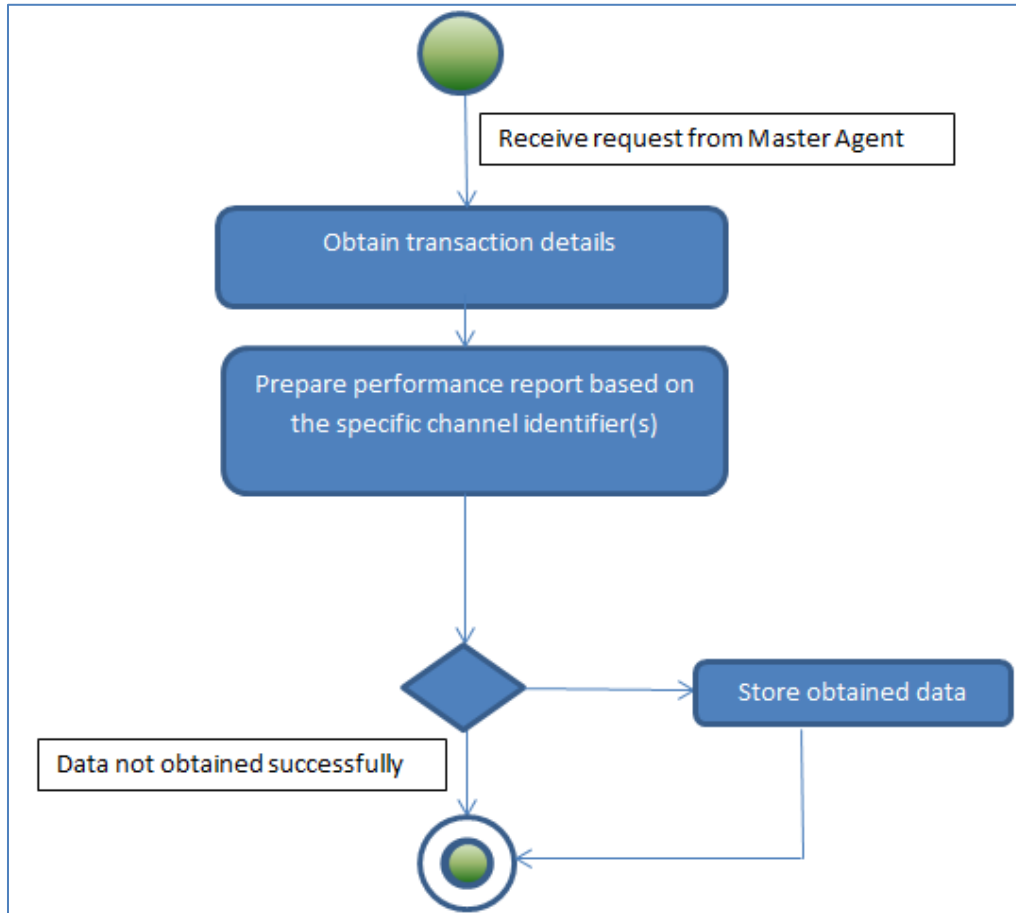 Receive request from Master Agent
Obtain transaction details
Prepare performance report based on
the specific channel identifier(s)
Store obtained data
Data not obtained successfully